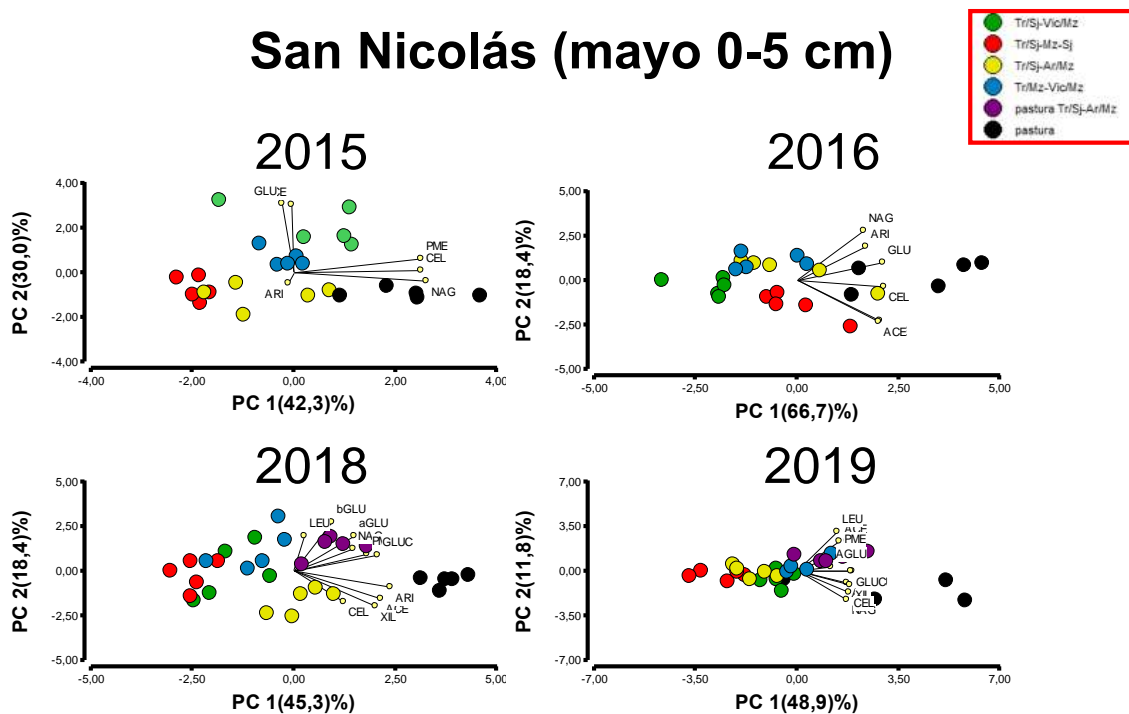 San Nicolás (mayo 0-5 cm)
Tr/Sj-Vic/Mz
Tr/Sj-Mz-Sj
Tr/Sj-Ar/Mz
Tr/Mz-Vic/Mz
pastura Tr/Sj-Ar/Mz
pastura
2015
4,00
2,00
0,00
-2,00
-4,00
PC 2(30,0)%)
GLU
PME
CEL
NAG
ARI
-4,00 -2,00 0,00 2,00 4,00
PC 1(42,3)%)
2016
5,00
2,50
0,00
-2,50
-5,00
PC 2(18,4)%)
NAG
ARI
GLU
CEL
ACE
-5,00 -2,50 0,00 2,50 5,00
PC 1(66,7)%)
2018
5,00
2,50
0,00
-2,50
-5,00
PC 2(18,4)%)
bGLU
LEU
aGLU
GLUC
ARI
CEL
XIL
-5,00 -2,50 0,00 2,50 5,00
PC 1(45,3)%)
2019
7,00
3,50
0,00
-3,50
-7,00
PC 2(11,8)%)
LEU
PME
AGLU
GLUC
CEL
-7,00 -3,50 0,00 3,50 7,00
PC 1(48,9)%)